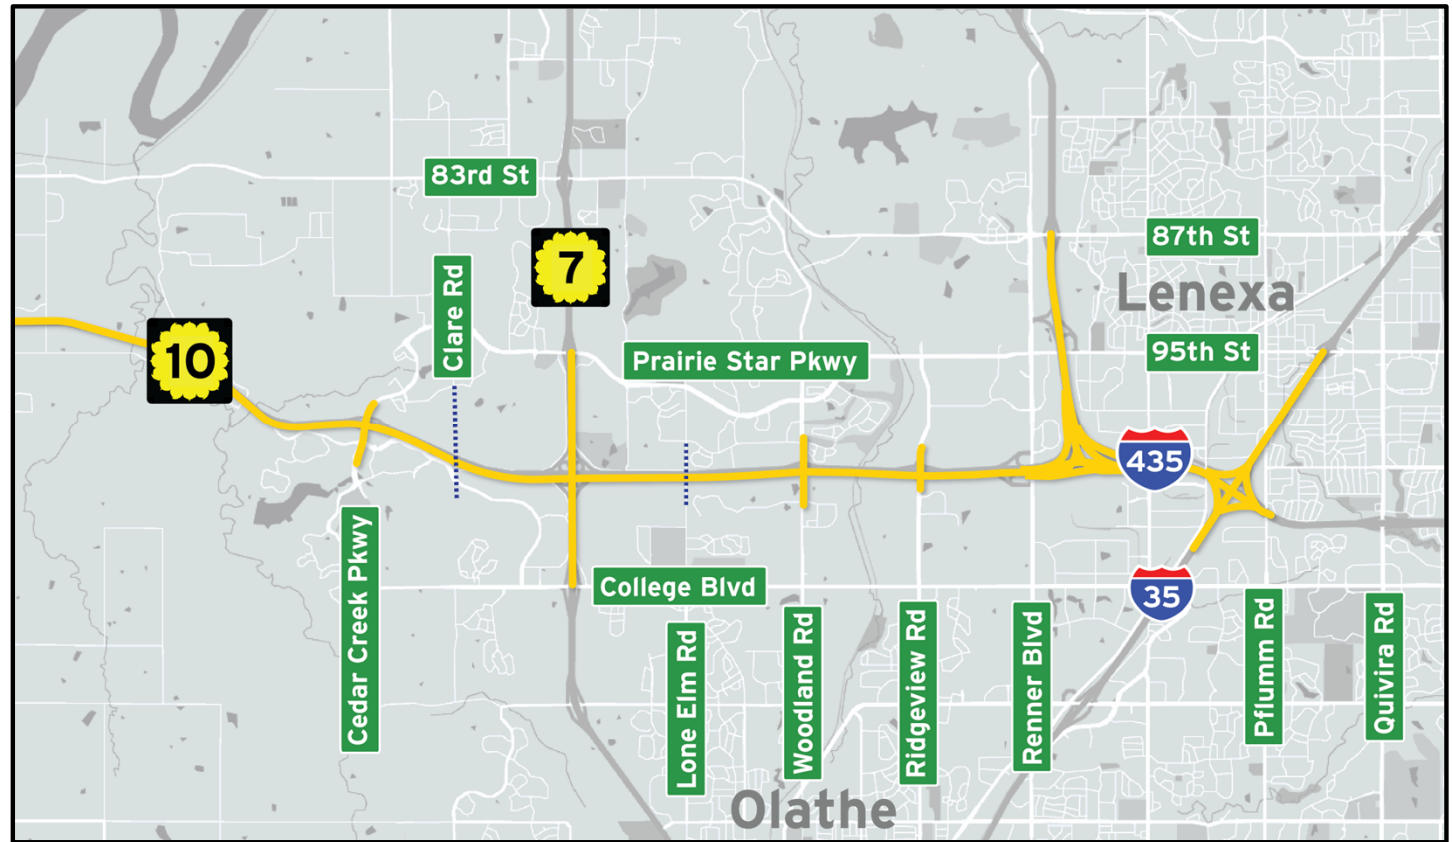 83rd St
87th St
7
Clare Rd
Lenexa
10
Prairie Star Pkwy
95th St
435
College Blvd
35
Cedar Creek Pkwy
Lone Elm Rd
Woodland Rd
Ridgeview Rd
Renner Blvd
Pflumm Rd
Quivira Rd
Olathe